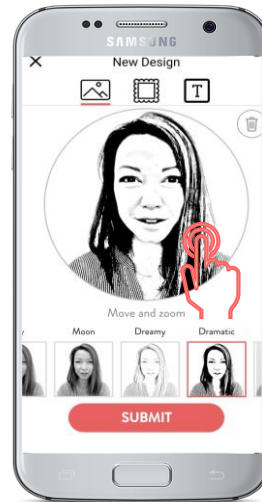 SAMSUNG
New Design
T
Move and zoom
Moon Dreamy Dramatic
SUBMIT